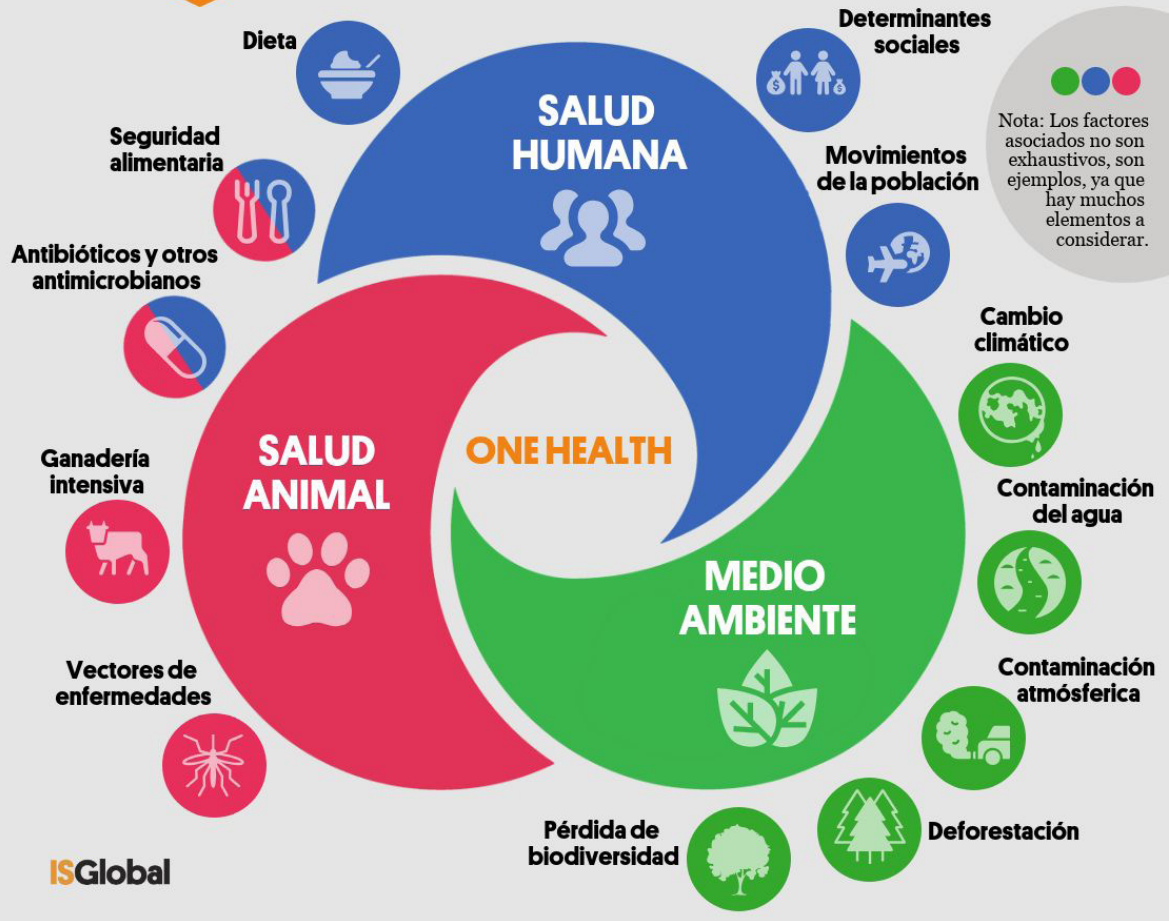 Dieta
Determinantes
sociales
SALUD
HUMANA
Nota: Los factores
asociados no son
exhaustivos, son
ejemplos, ya que
hay muchos
elementos a
considerar.
Seguridad
alimentaria
Movimientos
de la población
Antibióticos y otros
antimicrobianos
Cambio
climático
SALUD
ANIMAL
ONE HEALTH
Ganadería
intensiva
Contaminación
del agua
MEDIO
AMBIENTE
Vectores de
enfermedades
Contaminación
atmósferica
Pérdida de
biodiversidad
Deforestación
ISGlobal